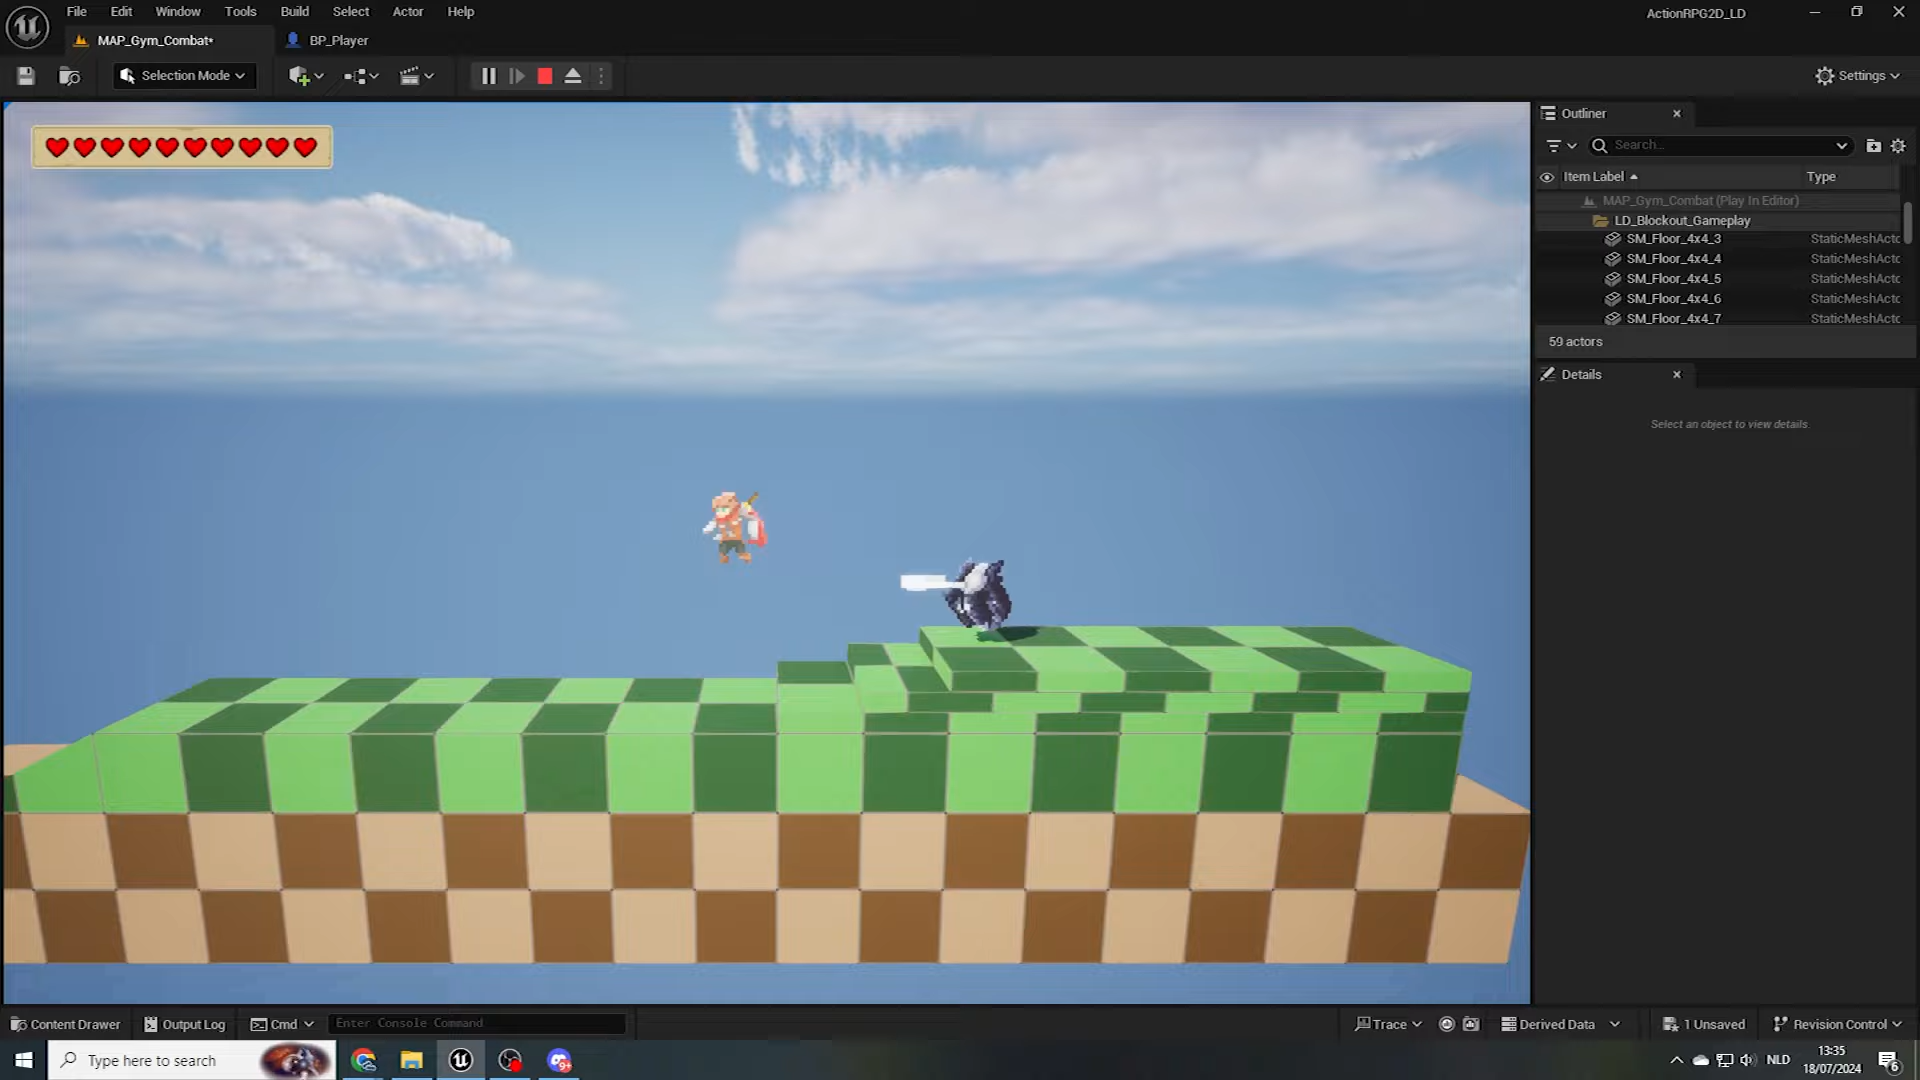 File Edit Window Tools Build Select Actor Help
ActionRPG2D_LD
MAP_Gym_Combat*
BP_Player
Selection Mode
Settings
Outliner
Search...
Item Label
Type
MAP_Gym_Combat (Play In Editor)
LD_Blockout_Gameplay
SM_Floor_4x4_3 StaticMeshActo
SM_Floor_4x4_4 StaticMeshActo
SM_Floor_4x4_5 StaticMeshActo
SM_Floor_4x4_6 StaticMeshActo
SM_Floor_4x4_7 StaticMeshActo
59 actors
Details
Select an object to view details.
Content Drawer
Output Log
Cmd
Enter Console Command
Trace
Derived Data
1 Unsaved
Revision Control
Type here to search
9+
NLD
13:35
18/07/2024
6